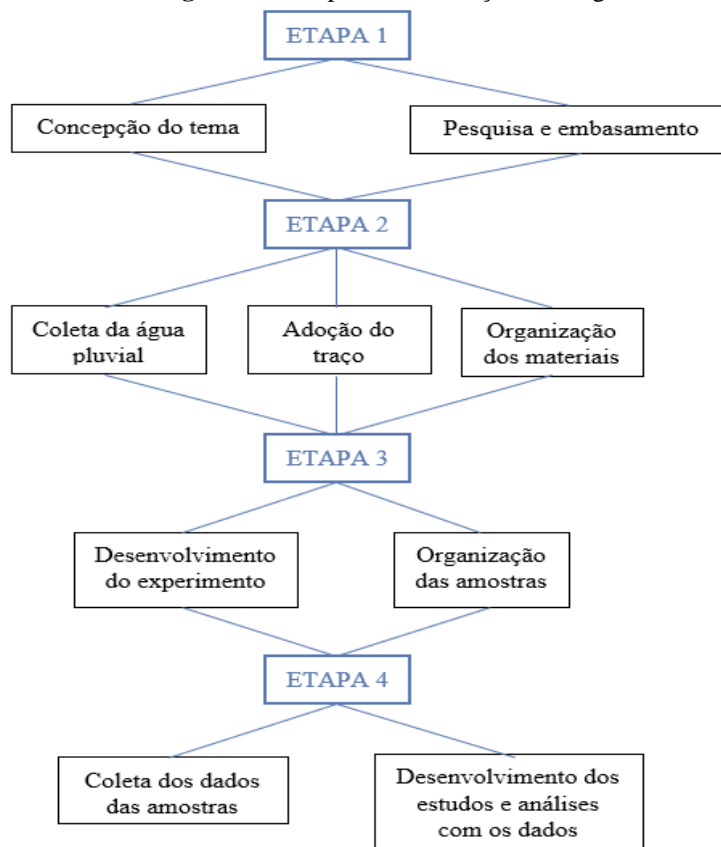 ETAPA 1
Concepção do tema
Pesquisa e embasamento
ETAPA 2
Coleta da água
pluvial
Adoção do
traço
Organização
dos materiais
ETAPA 3
Desenvolvimento
do experimento
Organização
das amostras
ETAPA 4
Coleta dos dados
das amostras
Desenvolvimento dos
estudos e análises
com os dados